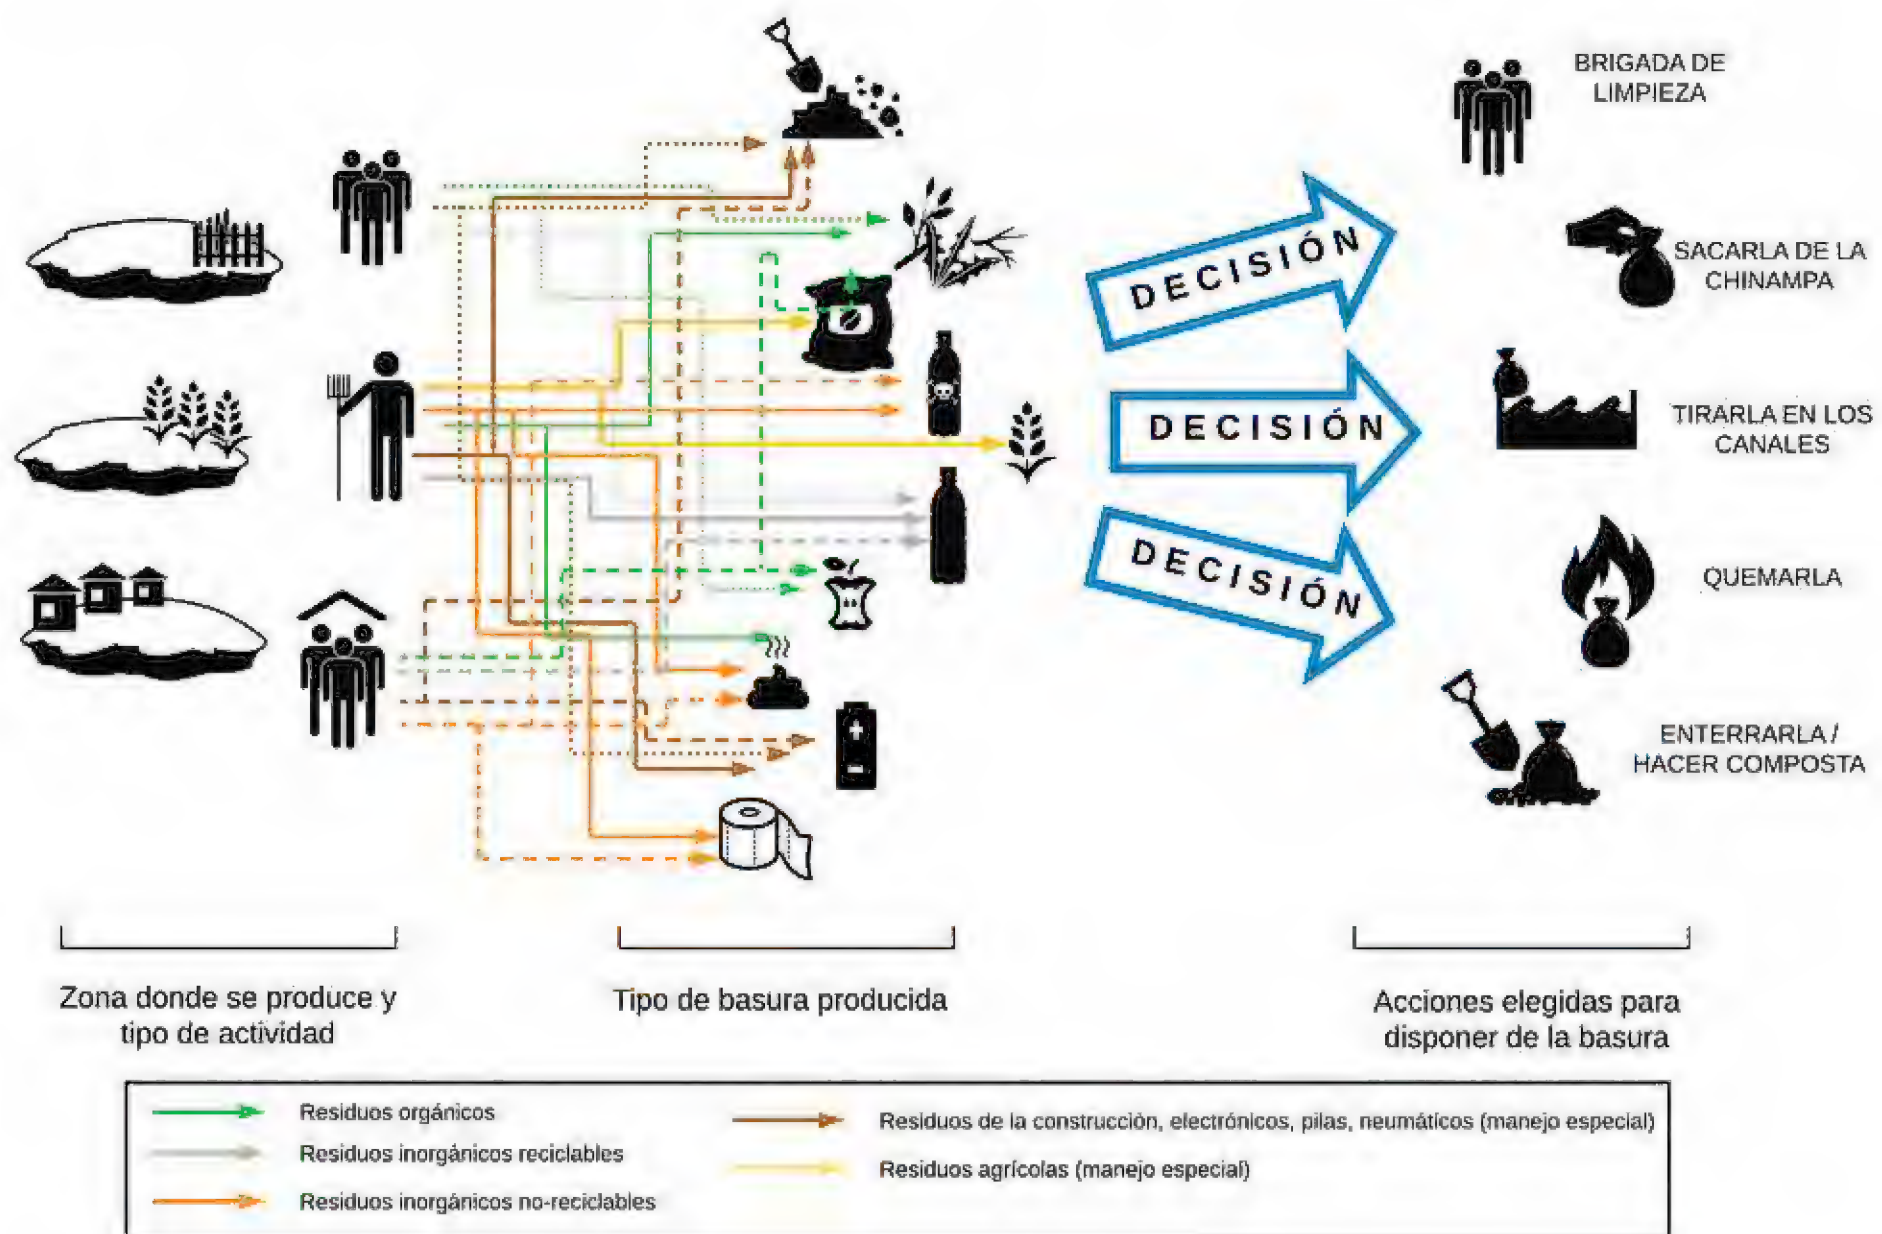 BRIGADA DE
LIMPIEZA
DECISIÓN
SACARLA DE LA
CHINAMPA
DECISIÓN
TIRARLA EN LOS
CANALES
DECISIÓN
QUEMARLA
ENTERRARLA /
HACER COMPOSTA
Zona donde se produce y
tipo de actividad
Tipo de basura producida
Acciones elegidas para
disponer de la basura
Residuos orgánicos
Residuos inorgánicos reciclables
Residuos inorgánicos no-reciclables
Residuos de la construcción, electrónicos, pilas, neumáticos (manejo especial)
Residuos agrícolas (manejo especial)